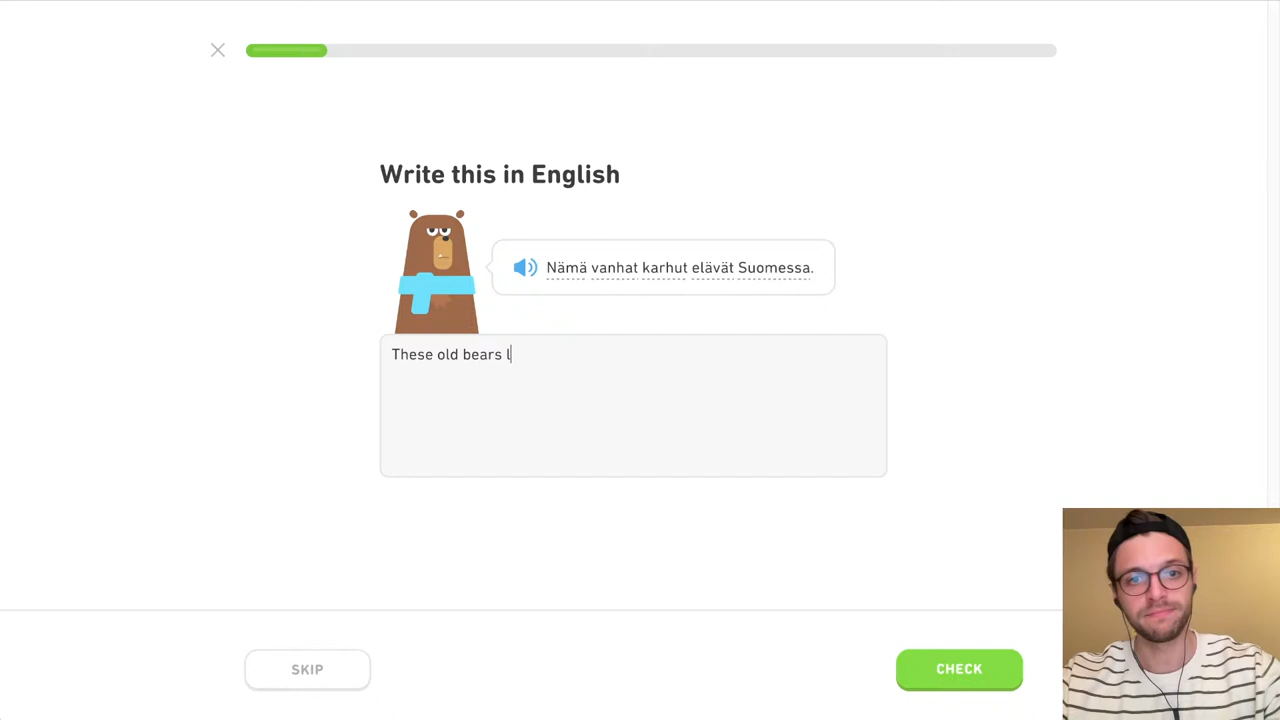 Write this in English
Nämä vanhat karhut elävät Suomessa.
These old bears l
SKIP
CHECK